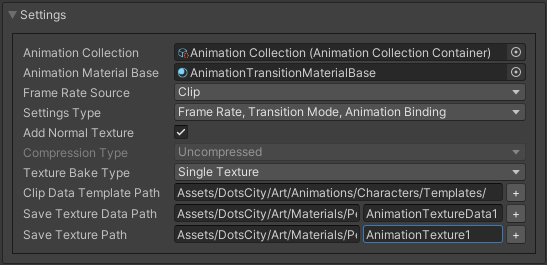 Settings
Animation Collection Animation Collection (Animation Collection Container)
Animation Material Base AnimationTransitionMaterialBase
Frame Rate Source Clip
Settings Type Frame Rate, Transition Mode, Animation Binding
Add Normal Texture
Compression Type Uncompressed
Texture Bake Type Single Texture
Clip Data Template Path Assets/DotsCity/Art/Animations/Characters/Templates/ +
Save Texture Data Path Assets/DotsCity/Art/Materials/Pe AnimationTextureData1 +
Save Texture Path Assets/DotsCity/Art/Materials/Pe AnimationTexture1 +